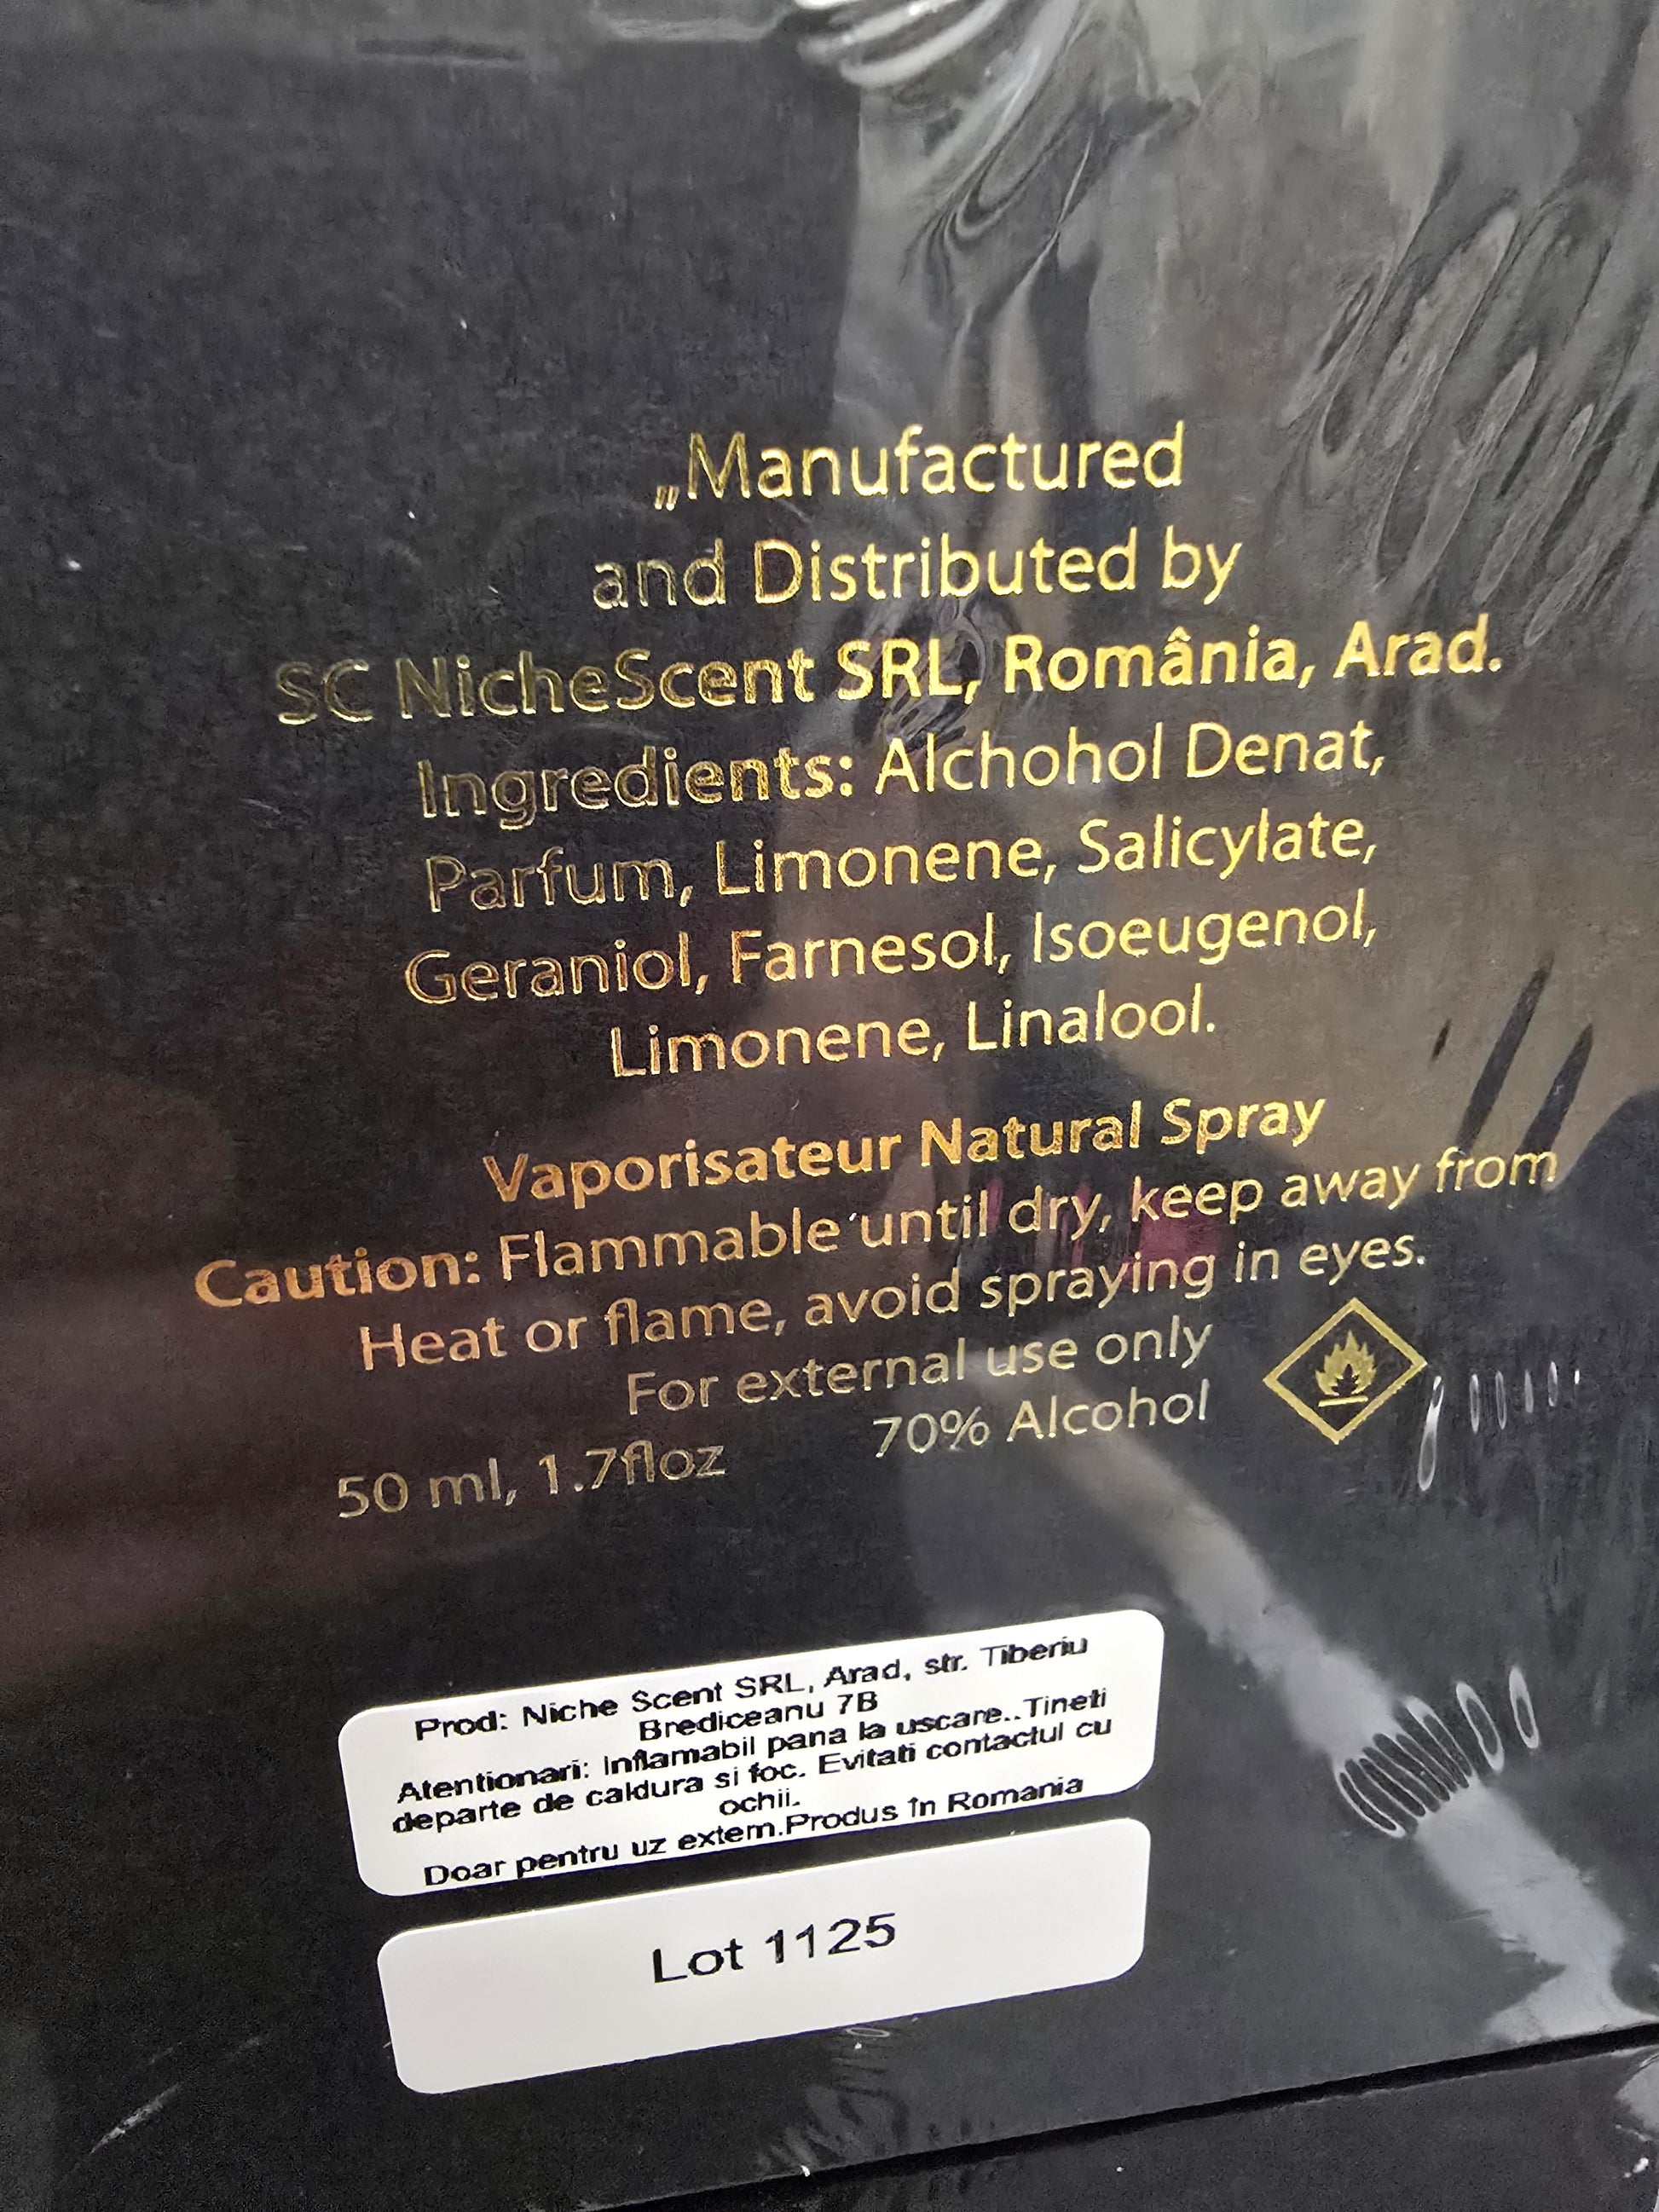 „Manufactured
and Distributed by
SC NicheScent SRL, România, Arad.
Ingredients: Alchohol Denat,
Parfum, Limonene, Salicylate,
Geraniol, Farnesol, Isoeugenol,
Limonene, Linalool.
Vaporisateur Natural Spray
Caution: Flammable until dry, keep away from
Heat or flame, avoid spraying in eyes.
For external use only
70% Alcohol
50 ml, 1.7floz
Prod: Niche Scent SRL, Arad, str. Tiberiu
Brediceanu 7B
Atentionari: Inflamabil pana la uscare..Tineti
departe de caldura si foc. Evitati contactul cu
ochii.
Doar pentru uz extern.Produs în Romania
Lot 1125